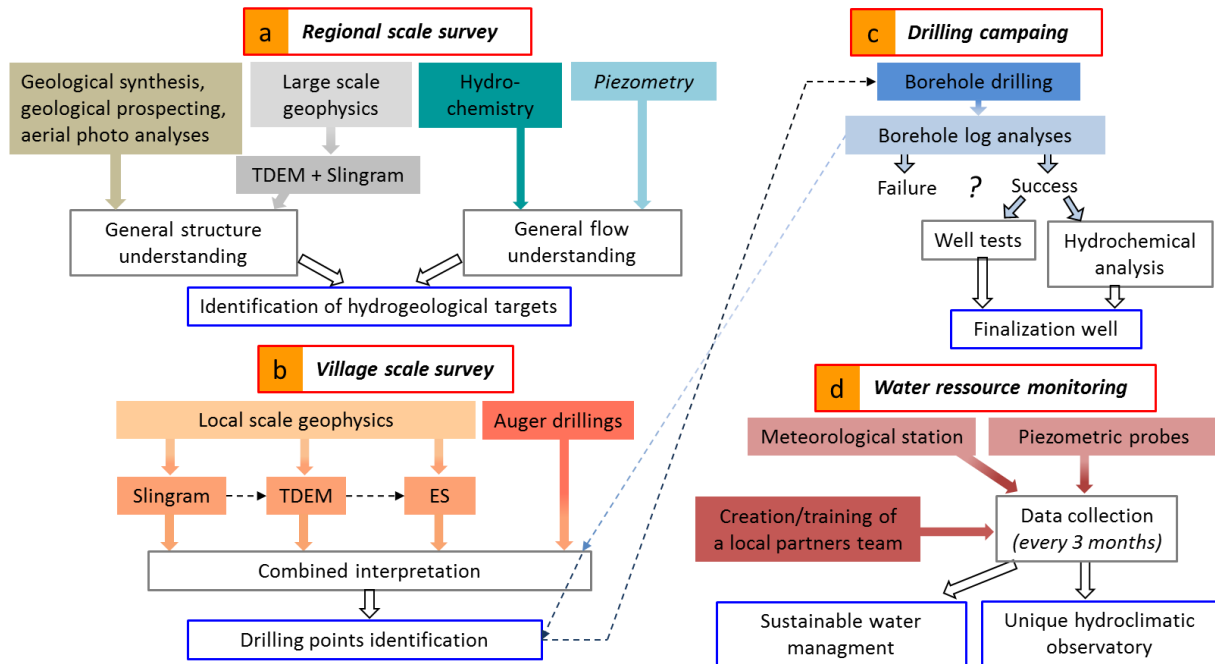 a Regional scale survey
Geological synthesis,
geological prospecting,
aerial photo analyses
Large scale
geophysics
Hydro-
chemistry
Piezometry
TDEM + Slingram
General structure
understanding
General flow
understanding
Identification of hydrogeological targets
b Village scale survey
Local scale geophysics
Auger drillings
Slingram
TDEM
ES
Combined interpretation
Drilling points identification
c Drilling campaing
Borehole drilling
Borehole log analyses
Failure ? Success
Well tests
Hydrochemical
analysis
Finalization well
d Water ressource monitoring
Meteorological station
Piezometric probes
Creation/training of
a local partners team
Data collection
(every 3 months)
Sustainable water
managment
Unique hydroclimatic
observatory